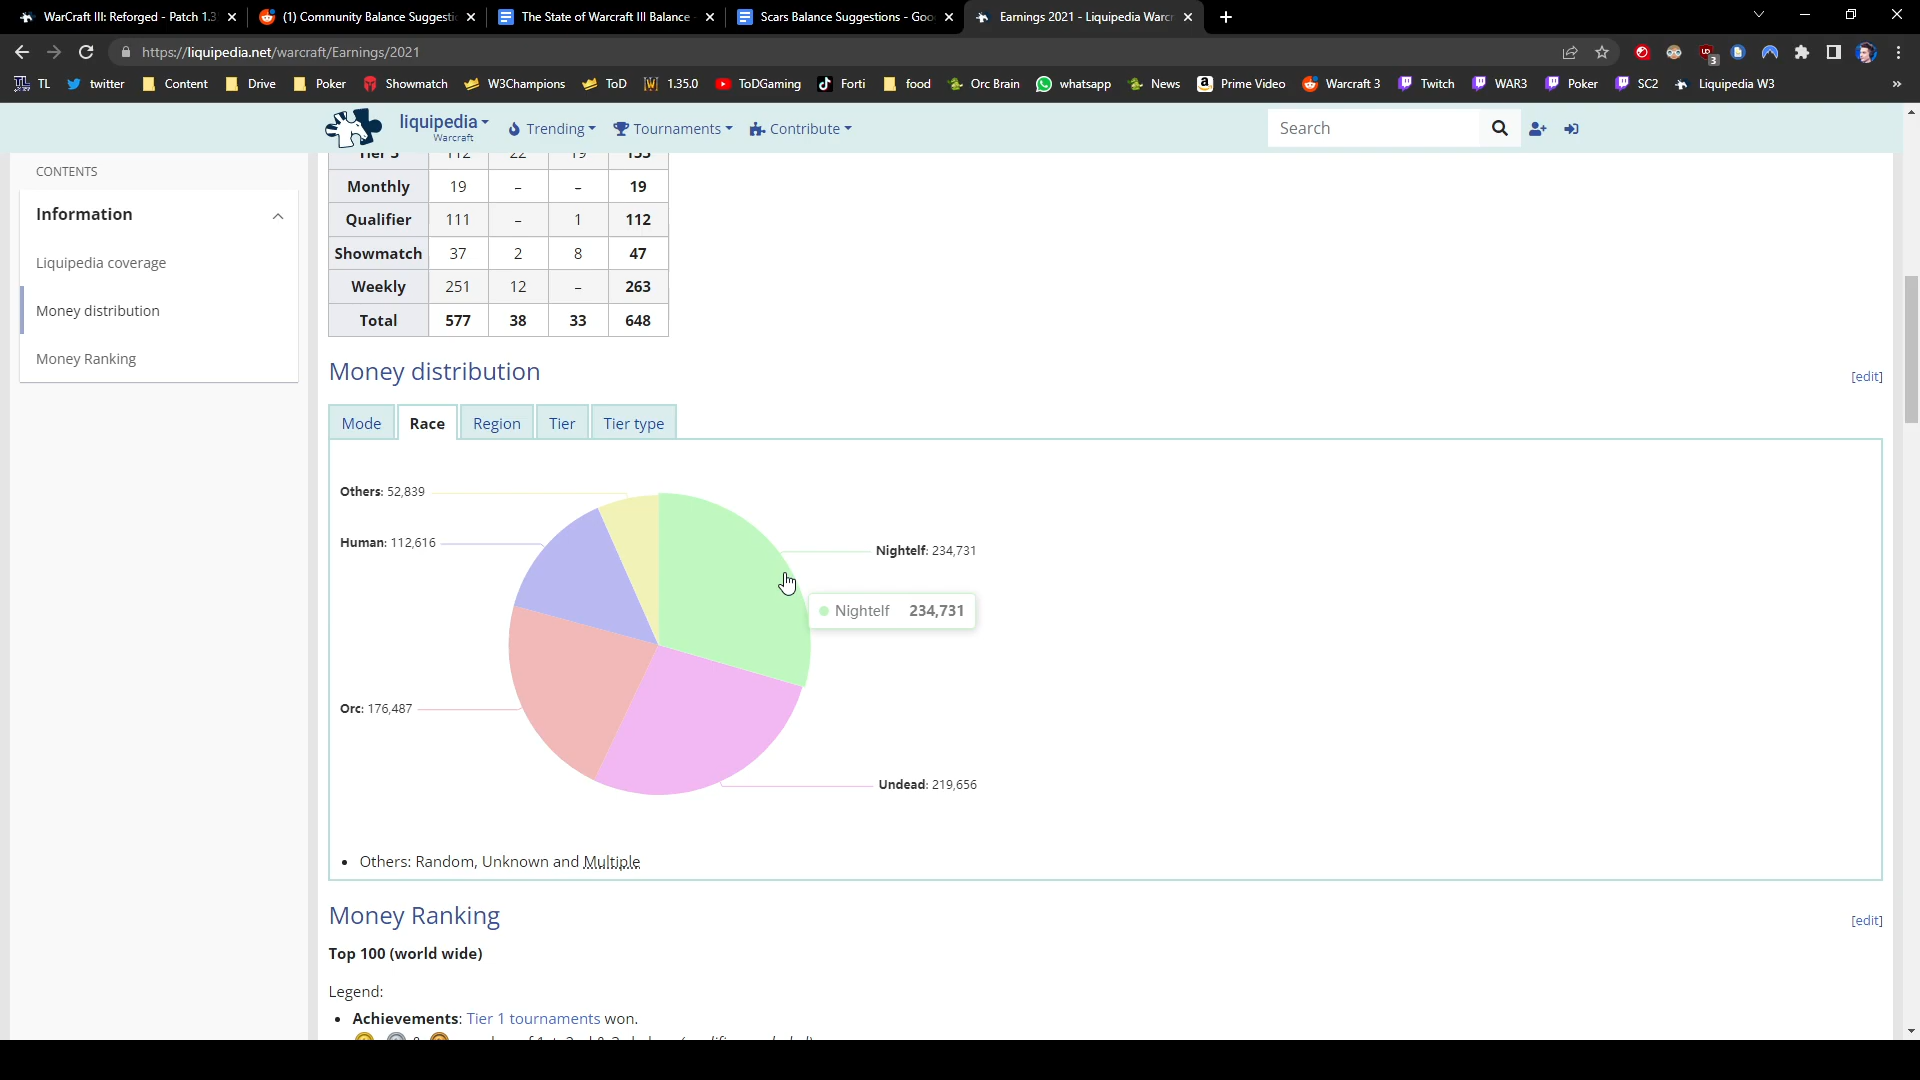 WarCraft III: Reforged - Patch 1.3
(1) Community Balance Suggesti
The State of Warcraft III Balance
Scars Balance Suggestions - Goo
Earnings 2021 - Liquipedia Warc
https://liquipedia.net/warcraft/Earnings/2021
3
TL
twitter
Content
Drive
Poker
Showmatch
W3Champions
ToD
1.35.0
ToDGaming
Forti
food
Orc Brain
whatsapp
News
Prime Video
Warcraft 3
Twitch
WAR3
Poker
SC2
Liquipedia W3
»
liquipedia
Warcraft
Trending
Tournaments
Contribute
Search
CONTENTS
Information
Liquipedia coverage
Money distribution
Money Ranking
Tier 3 112 22 19 153
Monthly 19 – – 19
Qualifier 111 – 1 112
Showmatch 37 2 8 47
Weekly 251 12 – 263
Total 577 38 33 648
Money distribution
[edit]
Mode Race Region Tier Tier type
Others: 52,839
Human: 112,616
Nightelf: 234,731
Nightelf 234,731
Orc: 176,487
Undead: 219,656
• Others: Random, Unknown and Multiple
Money Ranking
[edit]
Top 100 (world wide)
Legend:
• Achievements: Tier 1 tournaments won.